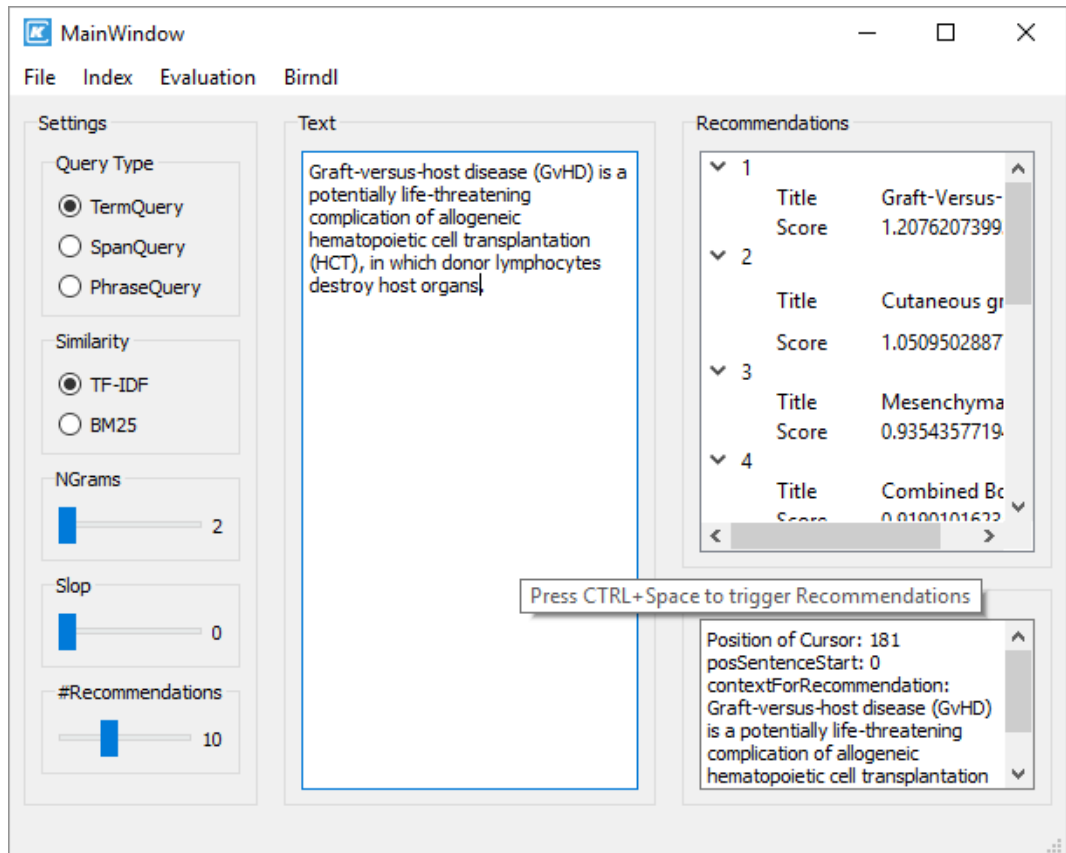 MainWindow
File Index Evaluation Birndl
Settings
Query Type
TermQuery
SpanQuery
PhraseQuery
Similarity
TF-IDF
BM25
NGrams
2
Slop
0
#Recommendations
10
Text
Graft-versus-host disease (GvHD) is a
potentially life-threatening
complication of allogeneic
hematopoietic cell transplantation
(HCT), in which donor lymphocytes
destroy host organs.
Press CTRL+Space to trigger Recommendations
Recommendations
1
Title Graft-Versus-
Score 1.2076207399
2
Title Cutaneous gr
Score 1.0509502887
3
Title Mesenchyma
Score 0.9354357719
4
Title Combined Bo
Score 0.9190101623
Position of Cursor: 181
posSentenceStart: 0
contextForRecommendation:
Graft-versus-host disease (GvHD)
is a potentially life-threatening
complication of allogeneic
hematopoietic cell transplantation